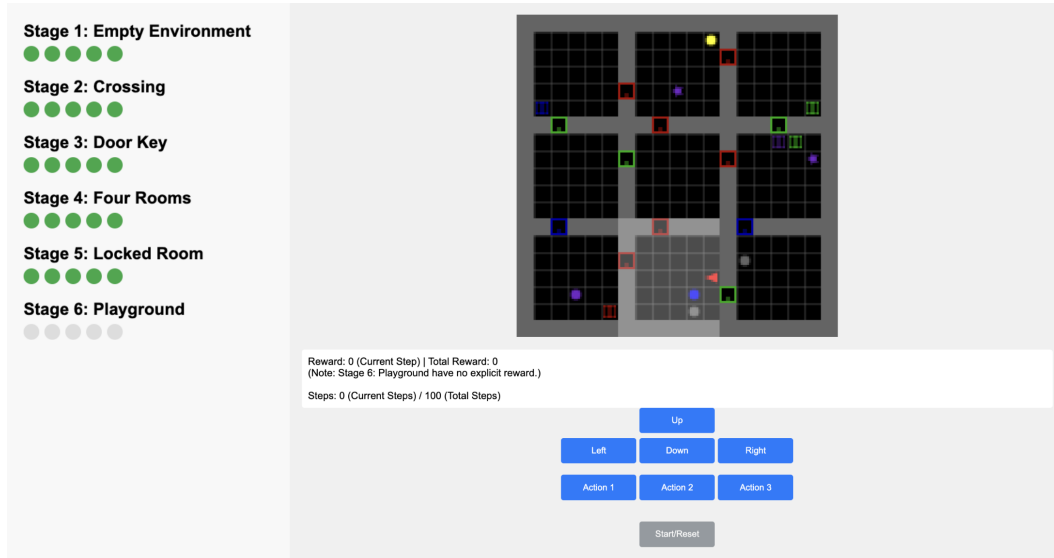 Stage 1: Empty Environment
Stage 2: Crossing
Stage 3: Door Key
Stage 4: Four Rooms
Stage 5: Locked Room
Stage 6: Playground
Reward: 0 (Current Step) | Total Reward: 0
(Note: Stage 6: Playground have no explicit reward.)
Steps: 0 (Current Steps) / 100 (Total Steps)
Up
Left Down Right
Action 1 Action 2 Action 3
Start/Reset